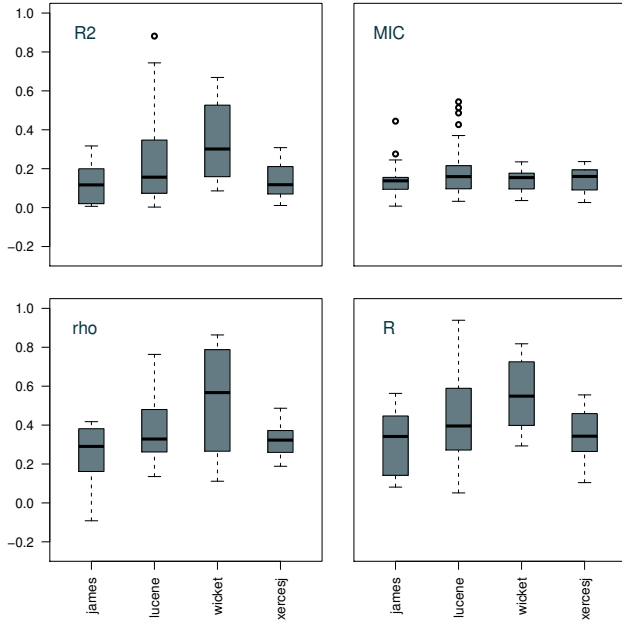 R2
MIC
1.0
0.8
0.6
0.4
0.2
0.0
−0.2
rho
R
1.0
0.8
0.6
0.4
0.2
0.0
−0.2
james
lucene
wicket
xercesj
james
lucene
wicket
xercesj